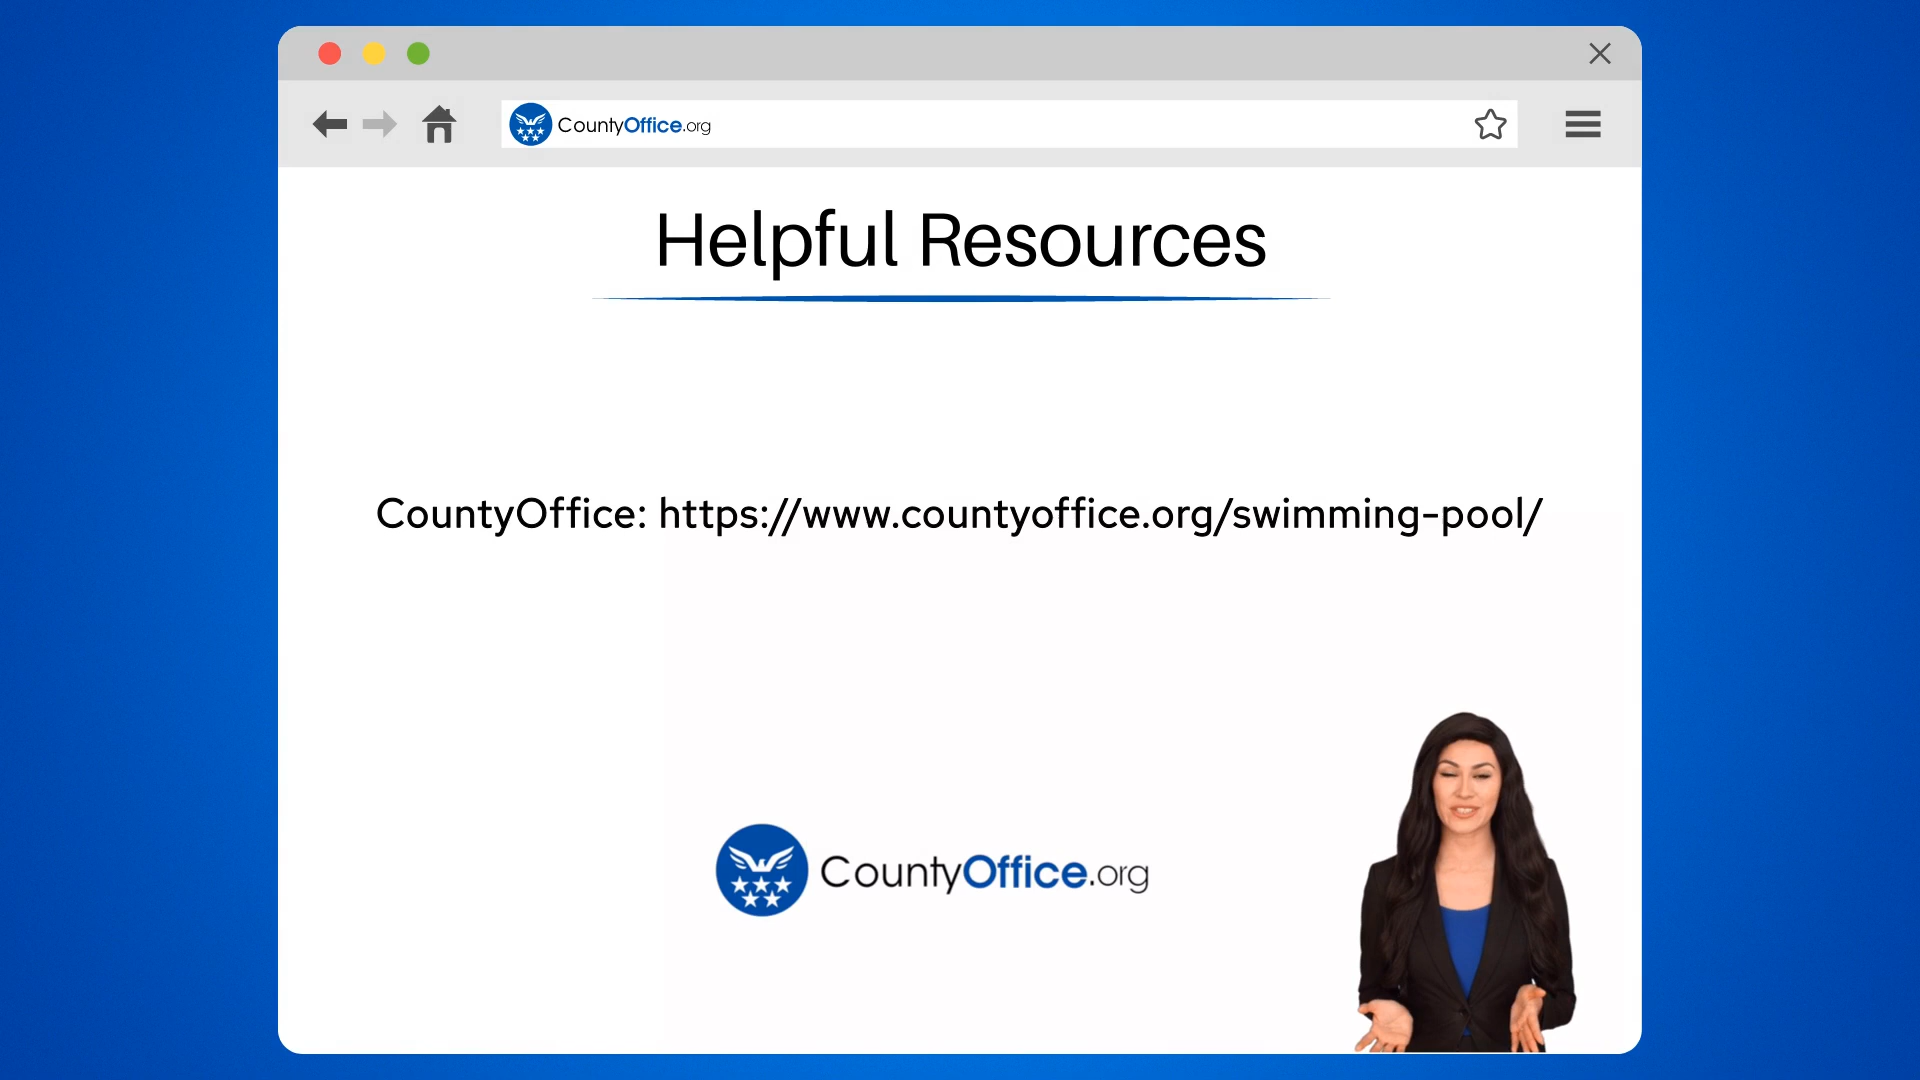 CountyOffice.org
Helpful Resources
CountyOffice: https://www.countyoffice.org/swimming-pool/
CountyOffice.org